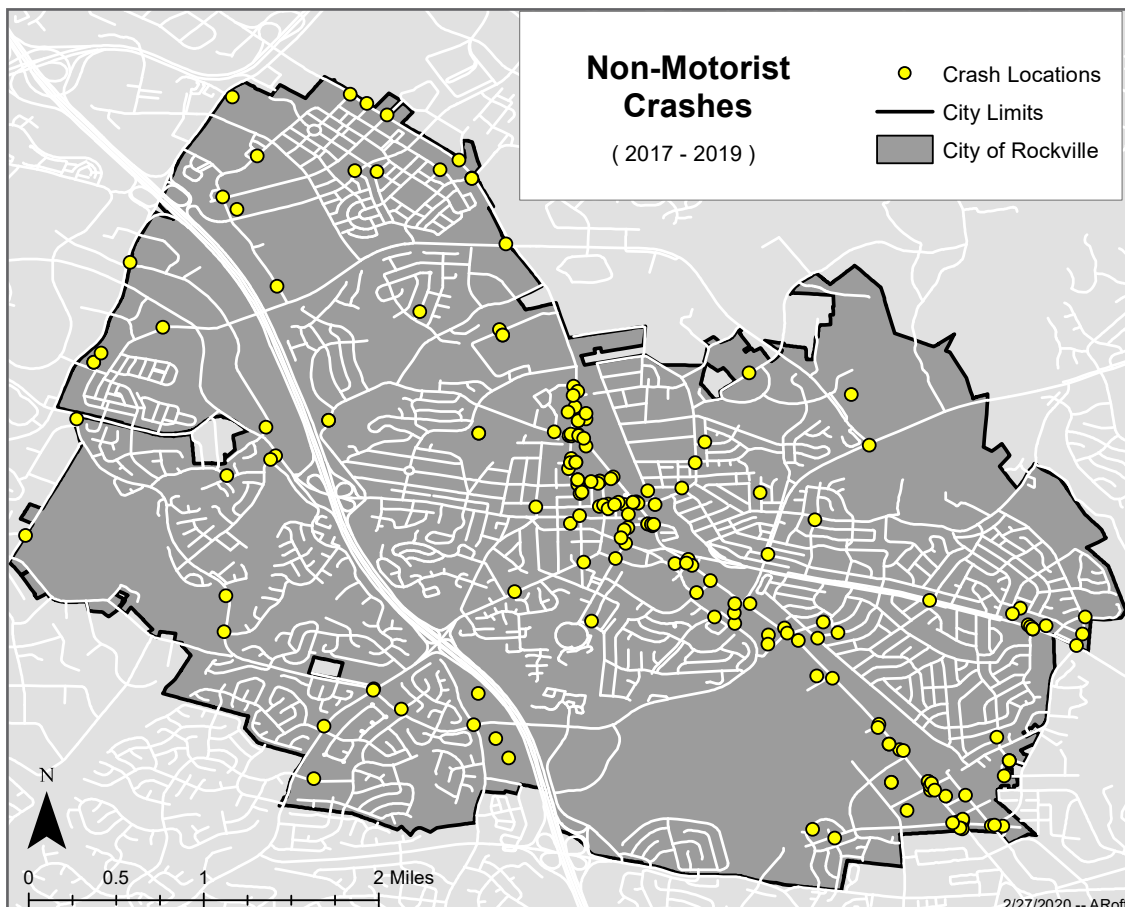 Non-Motorist
Crashes
( 2017 - 2019 )
Crash Locations
City Limits
City of Rockville
N
0 0.5 1 2 Miles
2/27/2020 -- ARoff